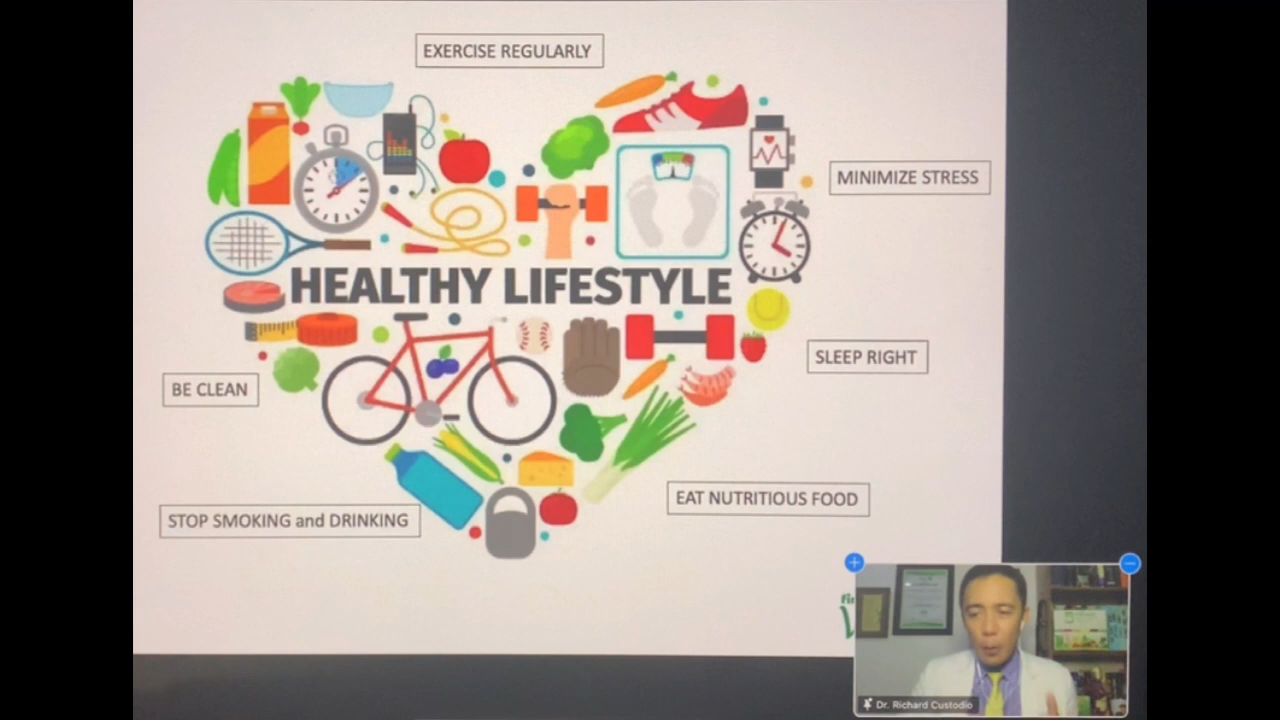 EXERCISE REGULARLY
MINIMIZE STRESS
HEALTHY LIFESTYLE
SLEEP RIGHT
BE CLEAN
EAT NUTRITIOUS FOOD
STOP SMOKING and DRINKING
Dr. Richard Custodio